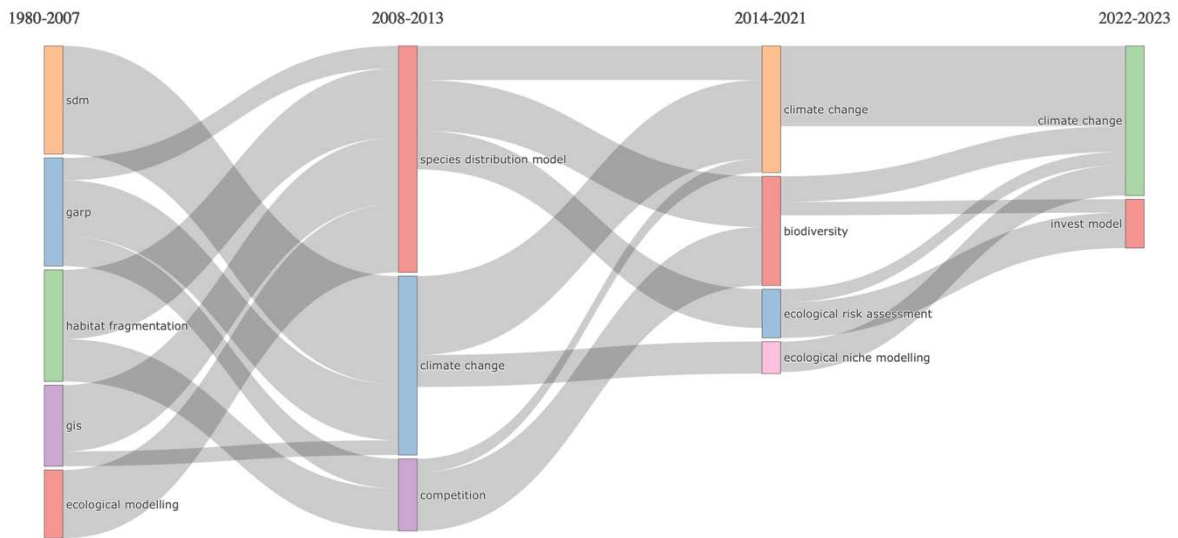 1980-2007
2008-2013
2014-2021
2022-2023
sdm
garp
habitat fragmentation
gis
ecological modelling
species distribution model
climate change
competition
climate change
biodiversity
ecological risk assessment
ecological niche modelling
climate change
invest model